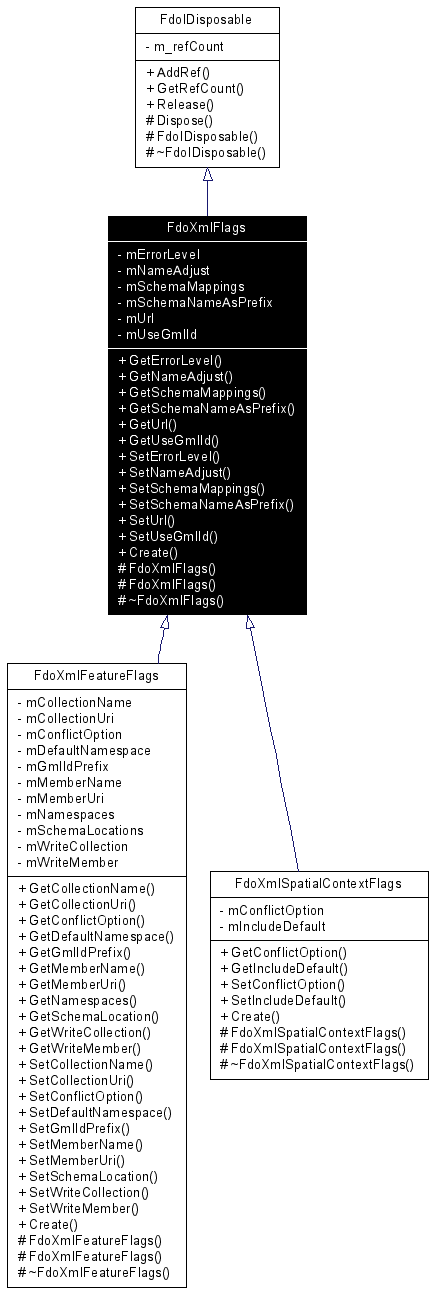 FdoIDisposable
- m_refCount
+ AddRef()
+ GetRefCount()
+ Release()
# Dispose()
# FdoIDisposable()
# ~FdoIDisposable()
FdoXmlFlags
- mErrorLevel
- mNameAdjust
- mSchemaMappings
- mSchemaNameAsPrefix
- mUrl
- mUseGmlId
+ GetErrorLevel()
+ GetNameAdjust()
+ GetSchemaMappings()
+ GetSchemaNameAsPrefix()
+ GetUrl()
+ GetUseGmlId()
+ SetErrorLevel()
+ SetNameAdjust()
+ SetSchemaMappings()
+ SetSchemaNameAsPrefix()
+ SetUrl()
+ SetUseGmlId()
+ Create()
# FdoXmlFlags()
# FdoXmlFlags()
# ~FdoXmlFlags()
FdoXmlFeatureFlags
- mCollectionName
- mCollectionUri
- mConflictOption
- mDefaultNamespace
- mGmlIdPrefix
- mMemberName
- mMemberUri
- mNamespaces
- mSchemaLocations
- mWriteCollection
- mWriteMember
+ GetCollectionName()
+ GetCollectionUri()
+ GetConflictOption()
+ GetDefaultNamespace()
+ GetGmlIdPrefix()
+ GetMemberName()
+ GetMemberUri()
+ GetNamespaces()
+ GetSchemaLocation()
+ GetWriteCollection()
+ GetWriteMember()
+ SetCollectionName()
+ SetCollectionUri()
+ SetConflictOption()
+ SetDefaultNamespace()
+ SetGmlIdPrefix()
+ SetMemberName()
+ SetMemberUri()
+ SetSchemaLocation()
+ SetWriteCollection()
+ SetWriteMember()
+ Create()
# FdoXmlFeatureFlags()
# FdoXmlFeatureFlags()
# ~FdoXmlFeatureFlags()
FdoXmlSpatialContextFlags
- mConflictOption
- mIncludeDefault
+ GetConflictOption()
+ GetIncludeDefault()
+ SetConflictOption()
+ SetIncludeDefault()
+ Create()
# FdoXmlSpatialContextFlags()
# FdoXmlSpatialContextFlags()
# ~FdoXmlSpatialContextFlags()